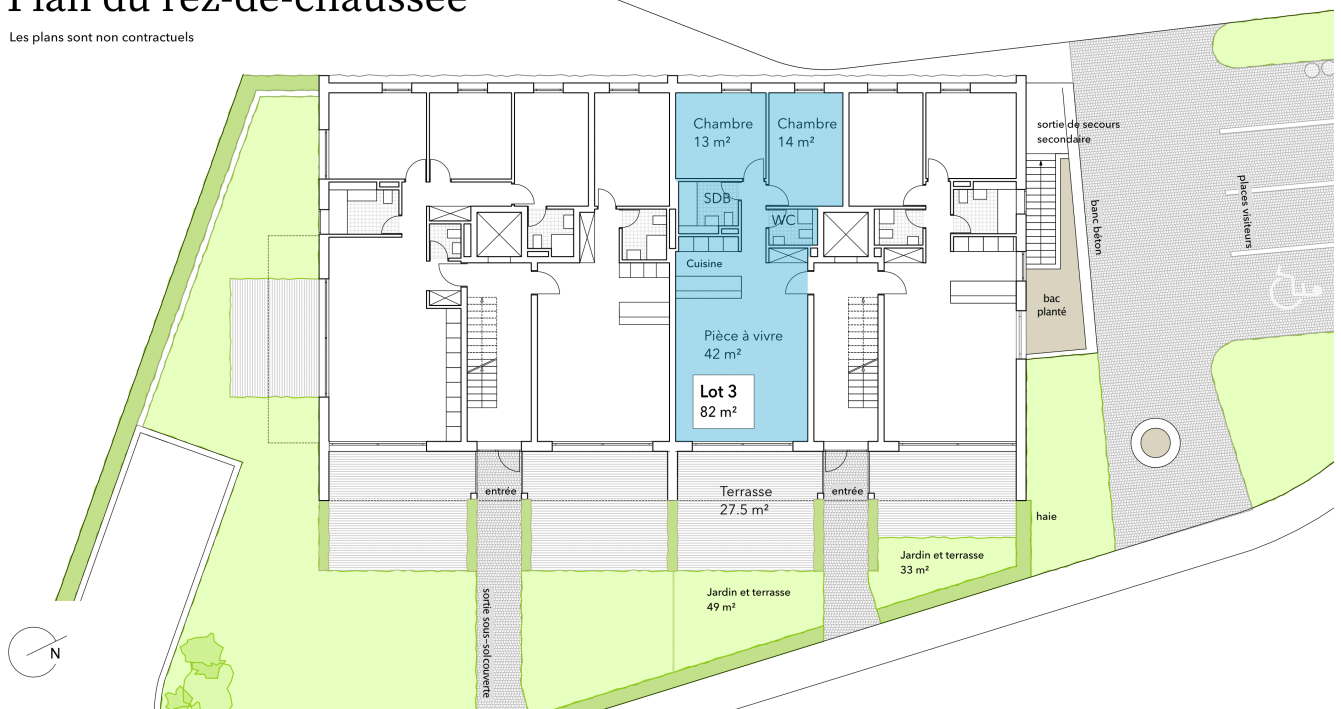 Plan du rez-de-chaussée
Les plans sont non contractuels
Chambre
13 m²
Chambre
14 m²
sortie de secours
secondaire
places visiteurs
banc béton
SDB
WC
Cuisine
bac
planté
Pièce à vivre
42 m²
Lot 3
82 m²
entrée
Terrasse
27.5 m²
entrée
haie
Jardin et terrasse
33 m²
Jardin et terrasse
49 m²
sortie sous-solcouverte
N